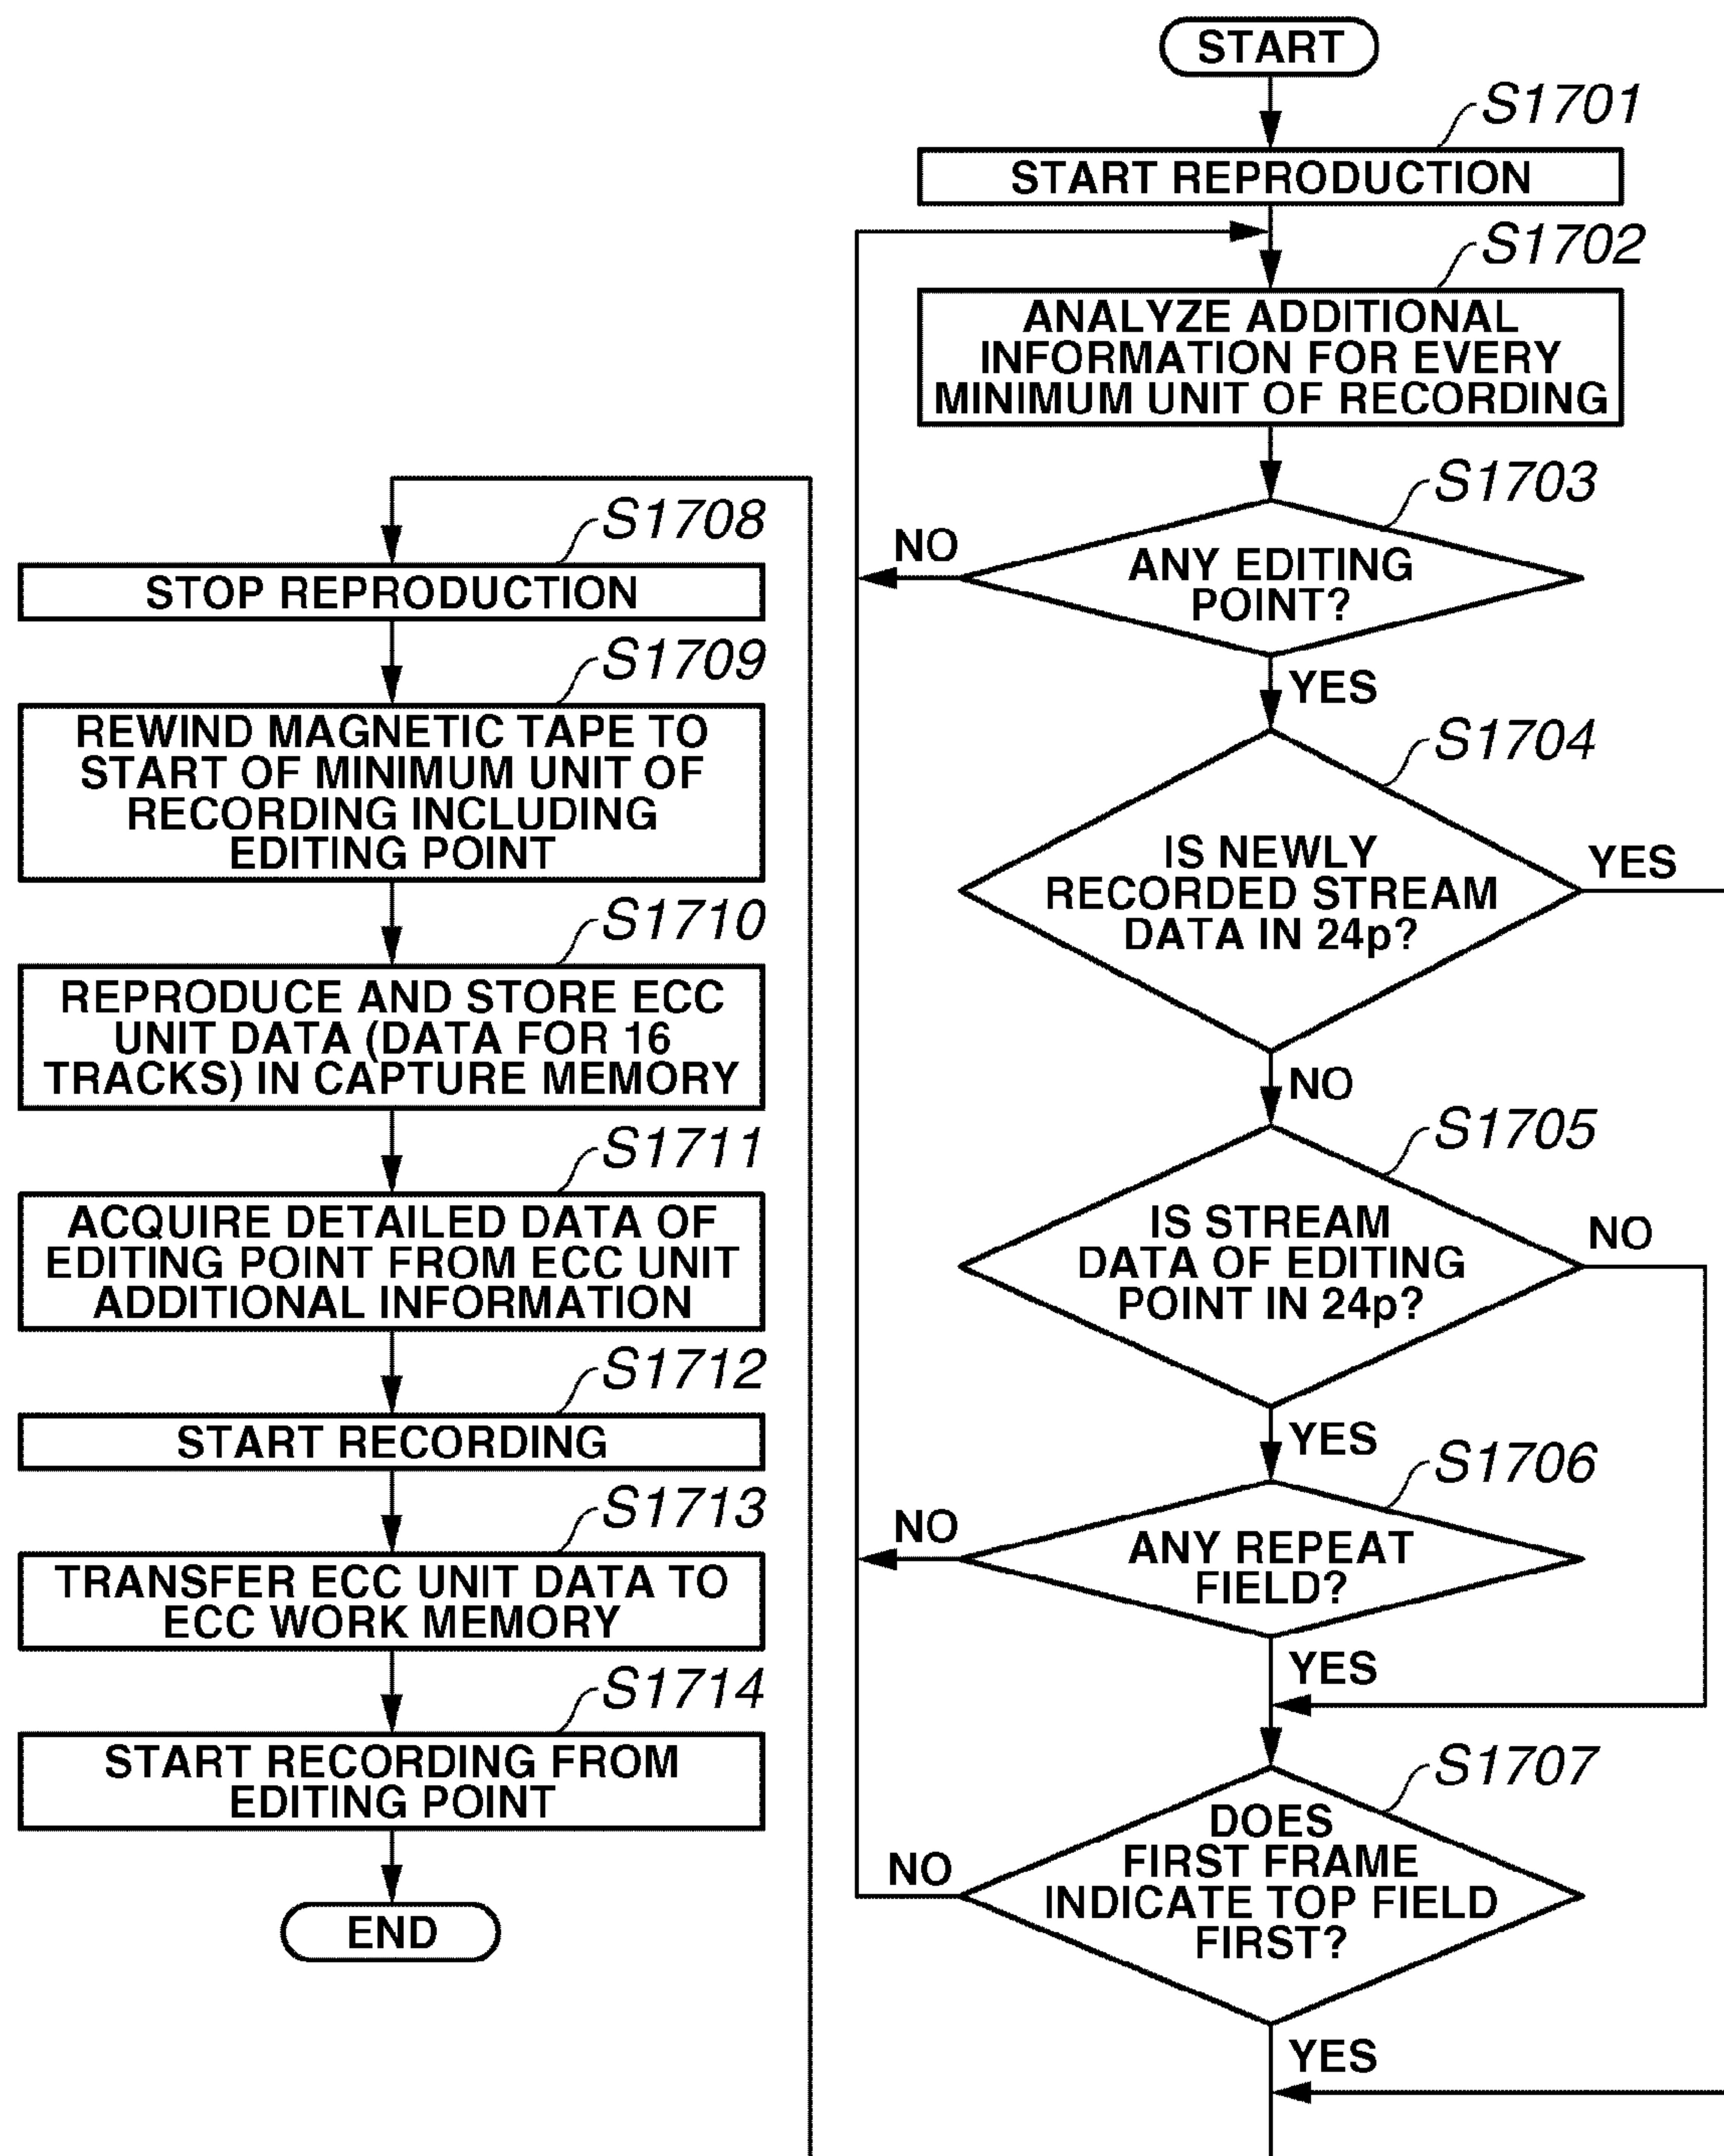 START
S1701
START REPRODUCTION
S1702
ANALYZE ADDITIONAL
INFORMATION FOR EVERY
MINIMUM UNIT OF RECORDING
S1703
ANY EDITING
POINT?
NO
YES
S1704
IS NEWLY
RECORDED STREAM
DATA IN 24p?
YES
NO
S1705
IS STREAM
DATA OF EDITING
POINT IN 24p?
NO
YES
S1706
ANY REPEAT
FIELD?
NO
YES
S1707
DOES
FIRST FRAME
INDICATE TOP FIELD
FIRST?
NO
YES
S1708
STOP REPRODUCTION
S1709
REWIND MAGNETIC TAPE TO
START OF MINIMUM UNIT OF
RECORDING INCLUDING
EDITING POINT
S1710
REPRODUCE AND STORE ECC
UNIT DATA (DATA FOR 16
TRACKS) IN CAPTURE MEMORY
S1711
ACQUIRE DETAILED DATA OF
EDITING POINT FROM ECC UNIT
ADDITIONAL INFORMATION
S1712
START RECORDING
S1713
TRANSFER ECC UNIT DATA TO
ECC WORK MEMORY
S1714
START RECORDING FROM
EDITING POINT
END